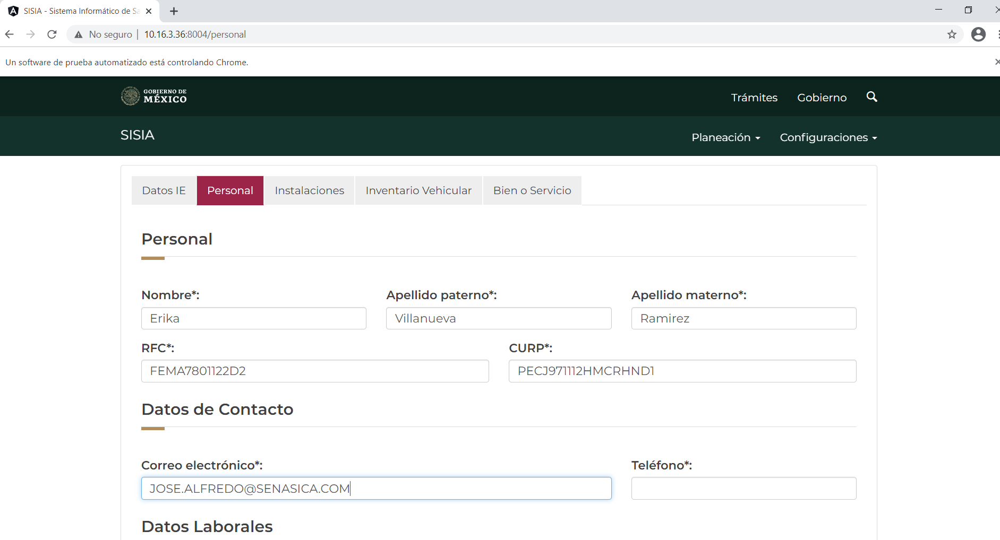 SISIA - Sistema Informático de Sa
No seguro | 10.16.3.36:8004/personal
Un software de prueba automatizado está controlando Chrome.
GOBIERNO DE
MÉXICO
Trámites Gobierno
SISIA
Planeación Configuraciones
Datos IE Personal Instalaciones Inventario Vehicular Bien o Servicio
Personal
Nombre*: Apellido paterno*: Apellido materno*:
Erika Villanueva Ramirez
RFC*: CURP*:
FEMA7801122D2 PECJ971112HMCRHND1
Datos de Contacto
Correo electrónico*: Teléfono*:
JOSE.ALFREDO@SENASICA.COM
Datos Laborales